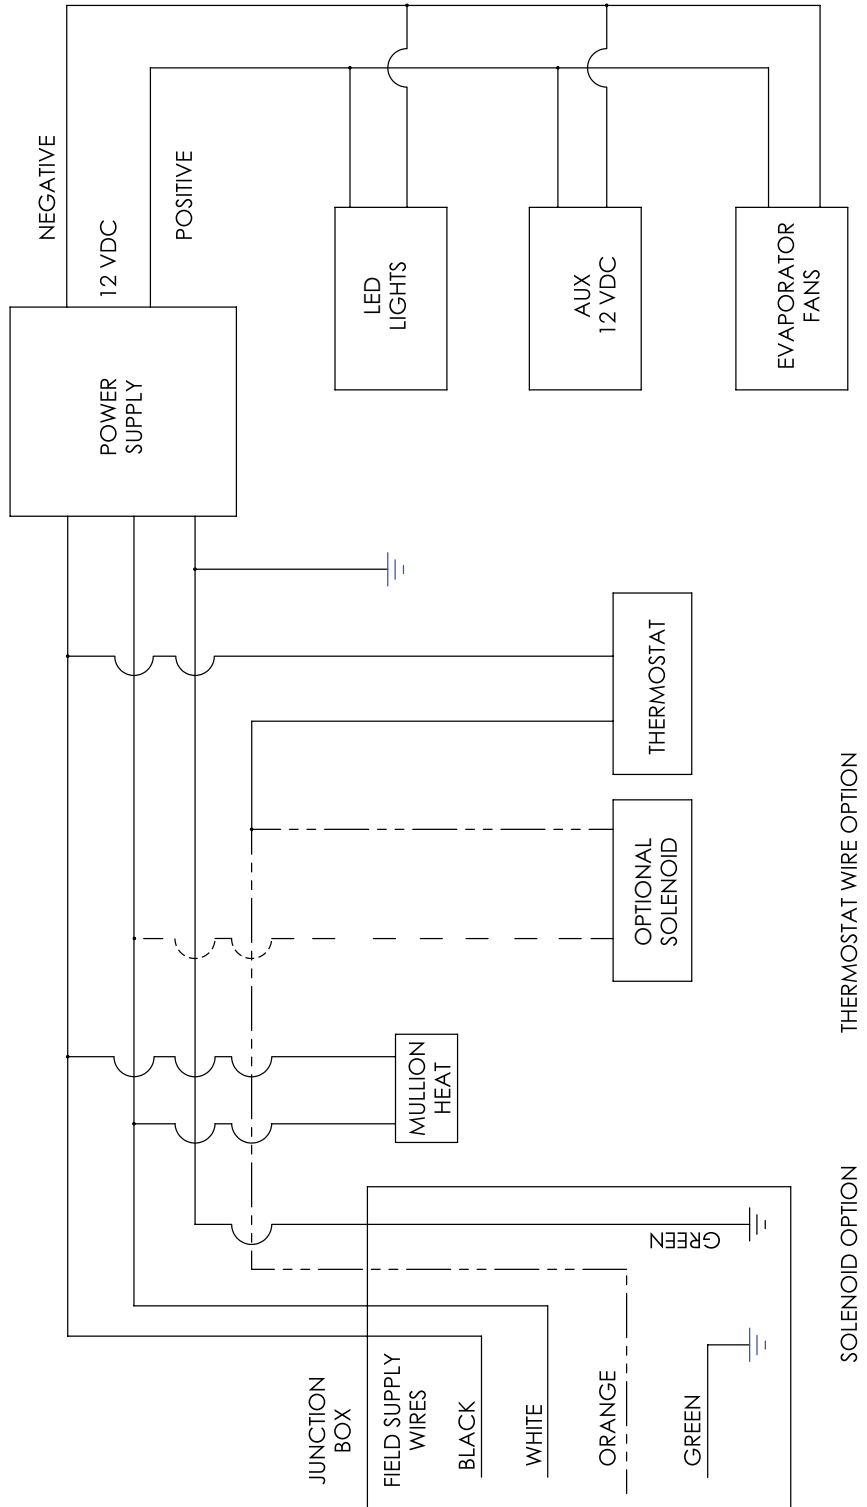 JUNCTION
BOX
FIELD SUPPLY
WIRES
BLACK
WHITE
ORANGE
GREEN
GREEN
MULLION
HEAT
OPTIONAL
SOLENOID
THERMOSTAT
POWER
SUPPLY
NEGATIVE
12 VDC
POSITIVE
LED
LIGHTS
AUX
12 VDC
EVAPORATOR
FANS
SOLENOID OPTION
THERMOSTAT WIRE OPTION